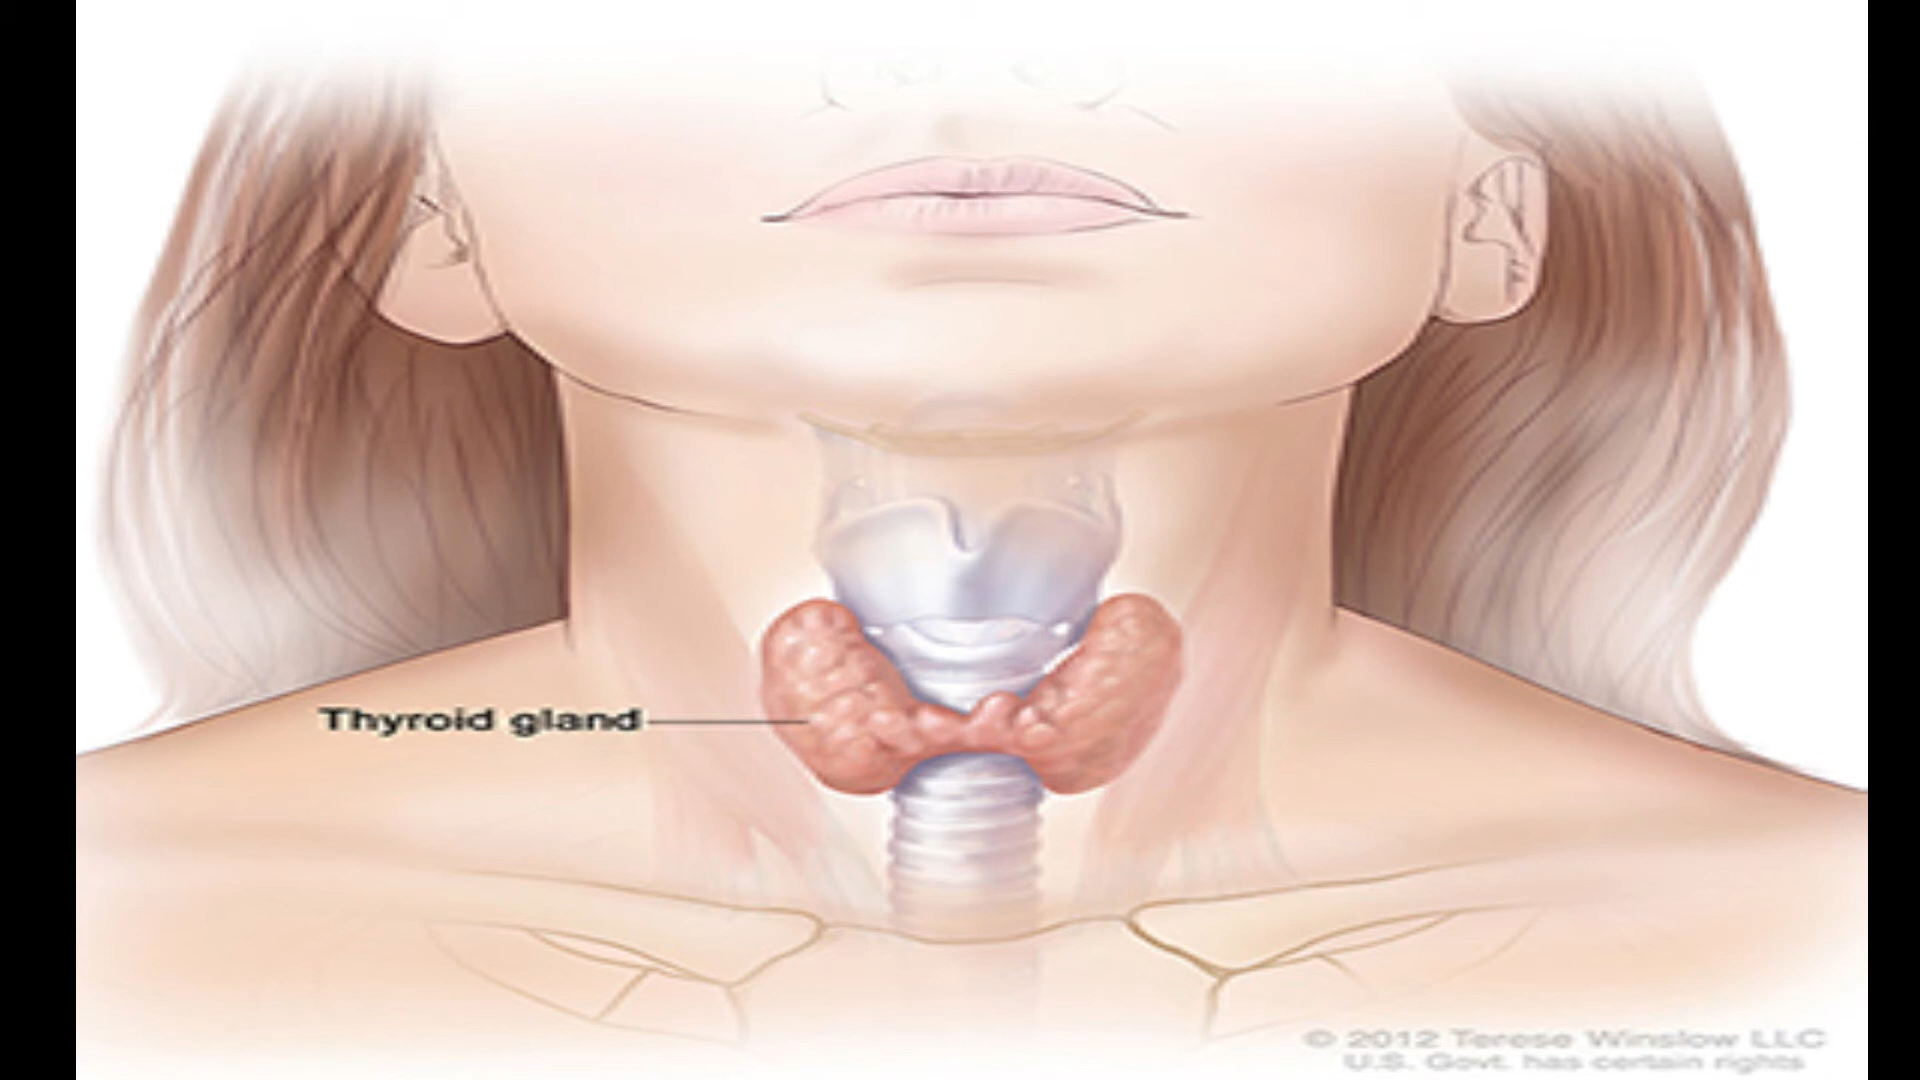 Thyroid gland
© 2012 Terese Winslow LLC
U.S. Govt. has certain rights